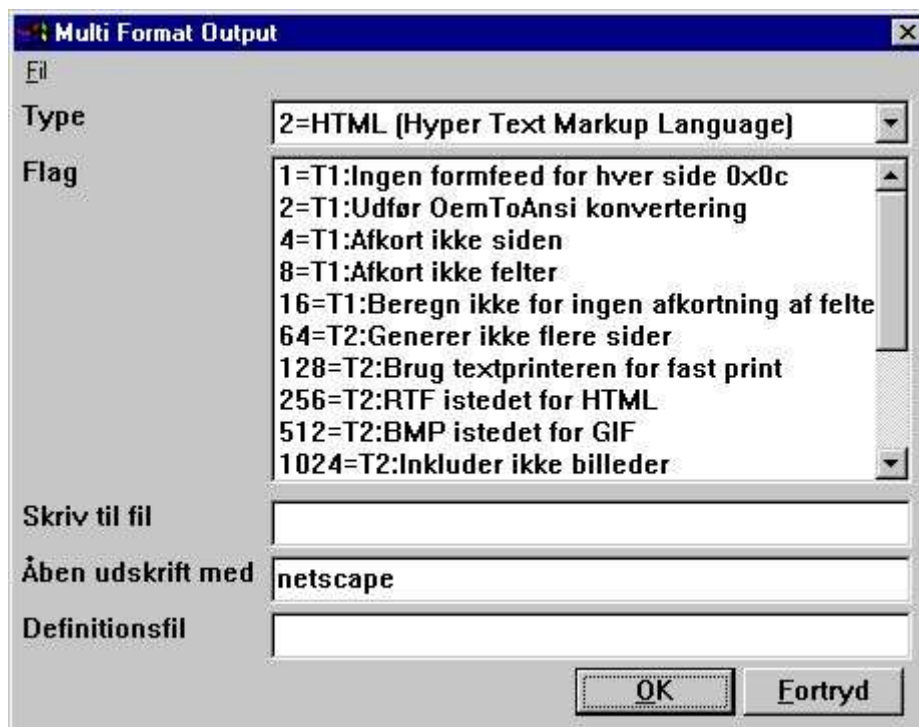 Multi Format Output
Fil
Type
2=HTML (Hyper Text Markup Language)
Flag
1=T1:Ingen formfeed for hver side 0x0c
2=T1:Udfør OemToAnsi konvertering
4=T1:Afkort ikke siden
8=T1:Afkort ikke felter
16=T1:Beregn ikke for ingen afkortning af felte
64=T2:Generer ikke flere sider
128=T2:Brug textprinteren for fast print
256=T2:RTF istedet for HTML
512=T2:BMP istedet for GIF
1024=T2:Inkluder ikke billeder
Skriv til fil
Åben udskrift med
netscape
Definitionsfil
OK
Fortryd